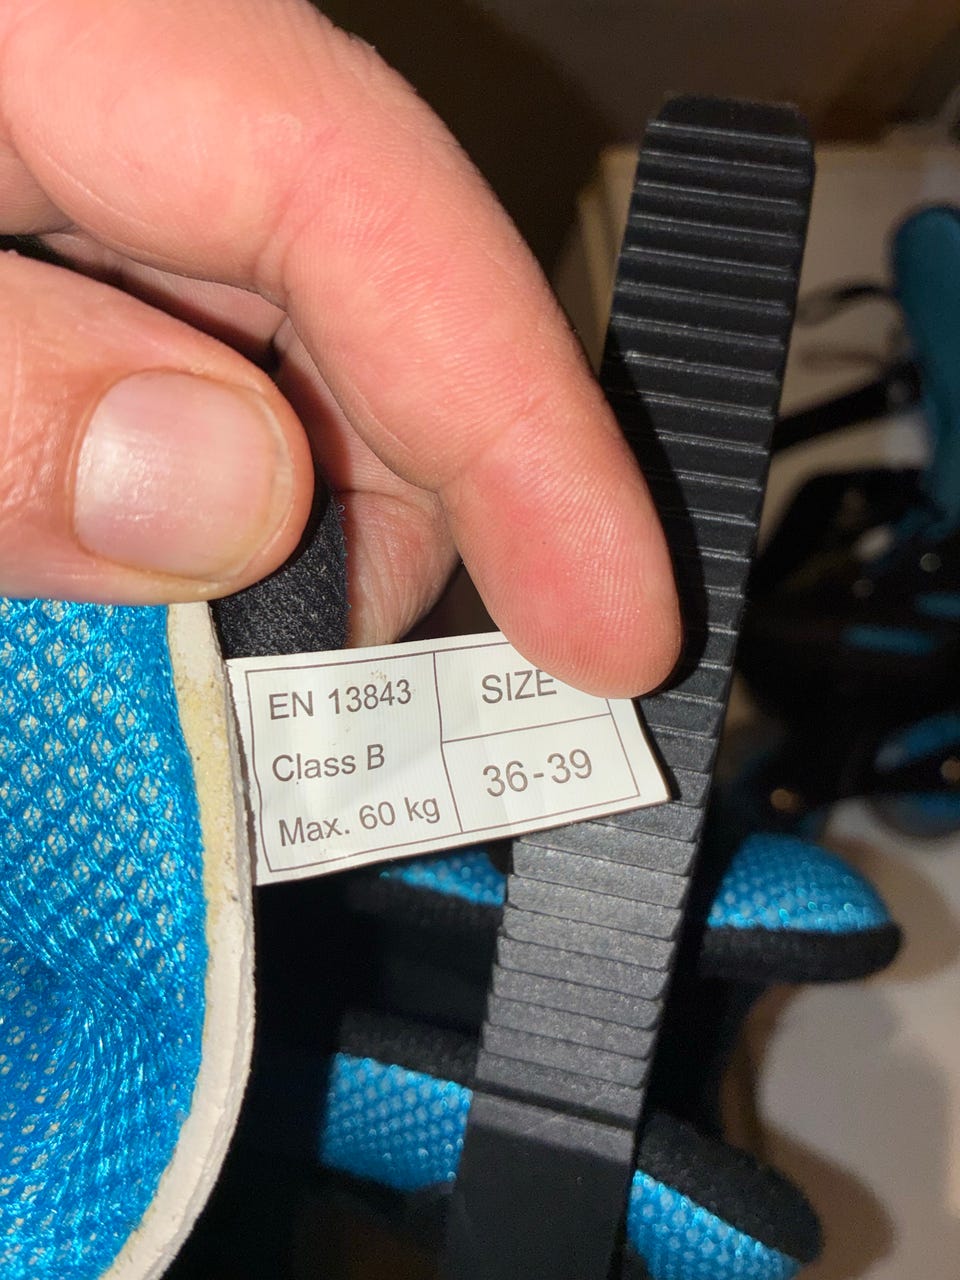 EN 13843
Class B
Max. 60 kg
SIZE
36-39